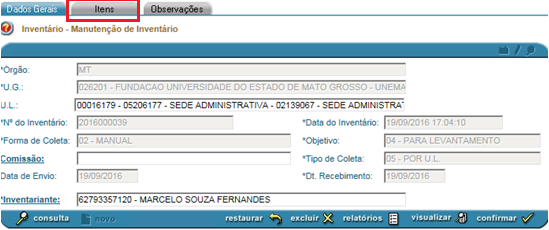 Dados Gerais Itens Observações
Inventário - Manutenção de Inventário
*Órgão: MT
*U.G.: 026201 - FUNDACAO UNIVERSIDADE DO ESTADO DE MATO GROSSO - UNEMA
U.L.: 00016179 - 05206177 - SEDE ADMINISTRATIVA - 02139067 - SEDE ADMINISTRAT
*Nº do Inventário: 2016000039 *Data do Inventário: 19/09/2016 17:04:10
*Forma de Coleta: 02 - MANUAL *Objetivo: 04 - PARA LEVANTAMENTO
Comissão: *Tipo de Coleta: 05 - POR U.L.
Data de Envio: 19/09/2016 *Dt. Recebimento: 19/09/2016
*Inventariante: 62793357120 - MARCELO SOUZA FERNANDES
consulta novo restaurar excluir relatórios visualizar confirmar